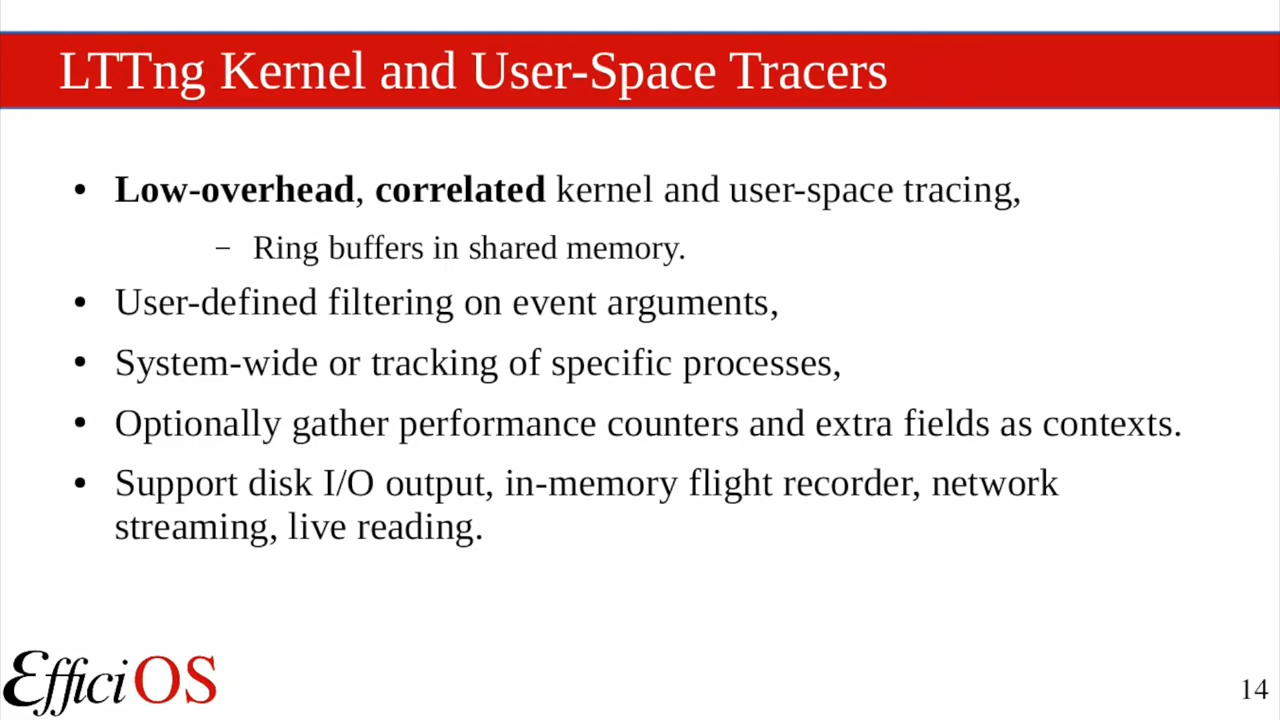 LTTng Kernel and User-Space Tracers
• Low-overhead, correlated kernel and user-space tracing,
– Ring buffers in shared memory.
• User-defined filtering on event arguments,
• System-wide or tracking of specific processes,
• Optionally gather performance counters and extra fields as contexts.
• Support disk I/O output, in-memory flight recorder, network
streaming, live reading.
EfficiOS
14